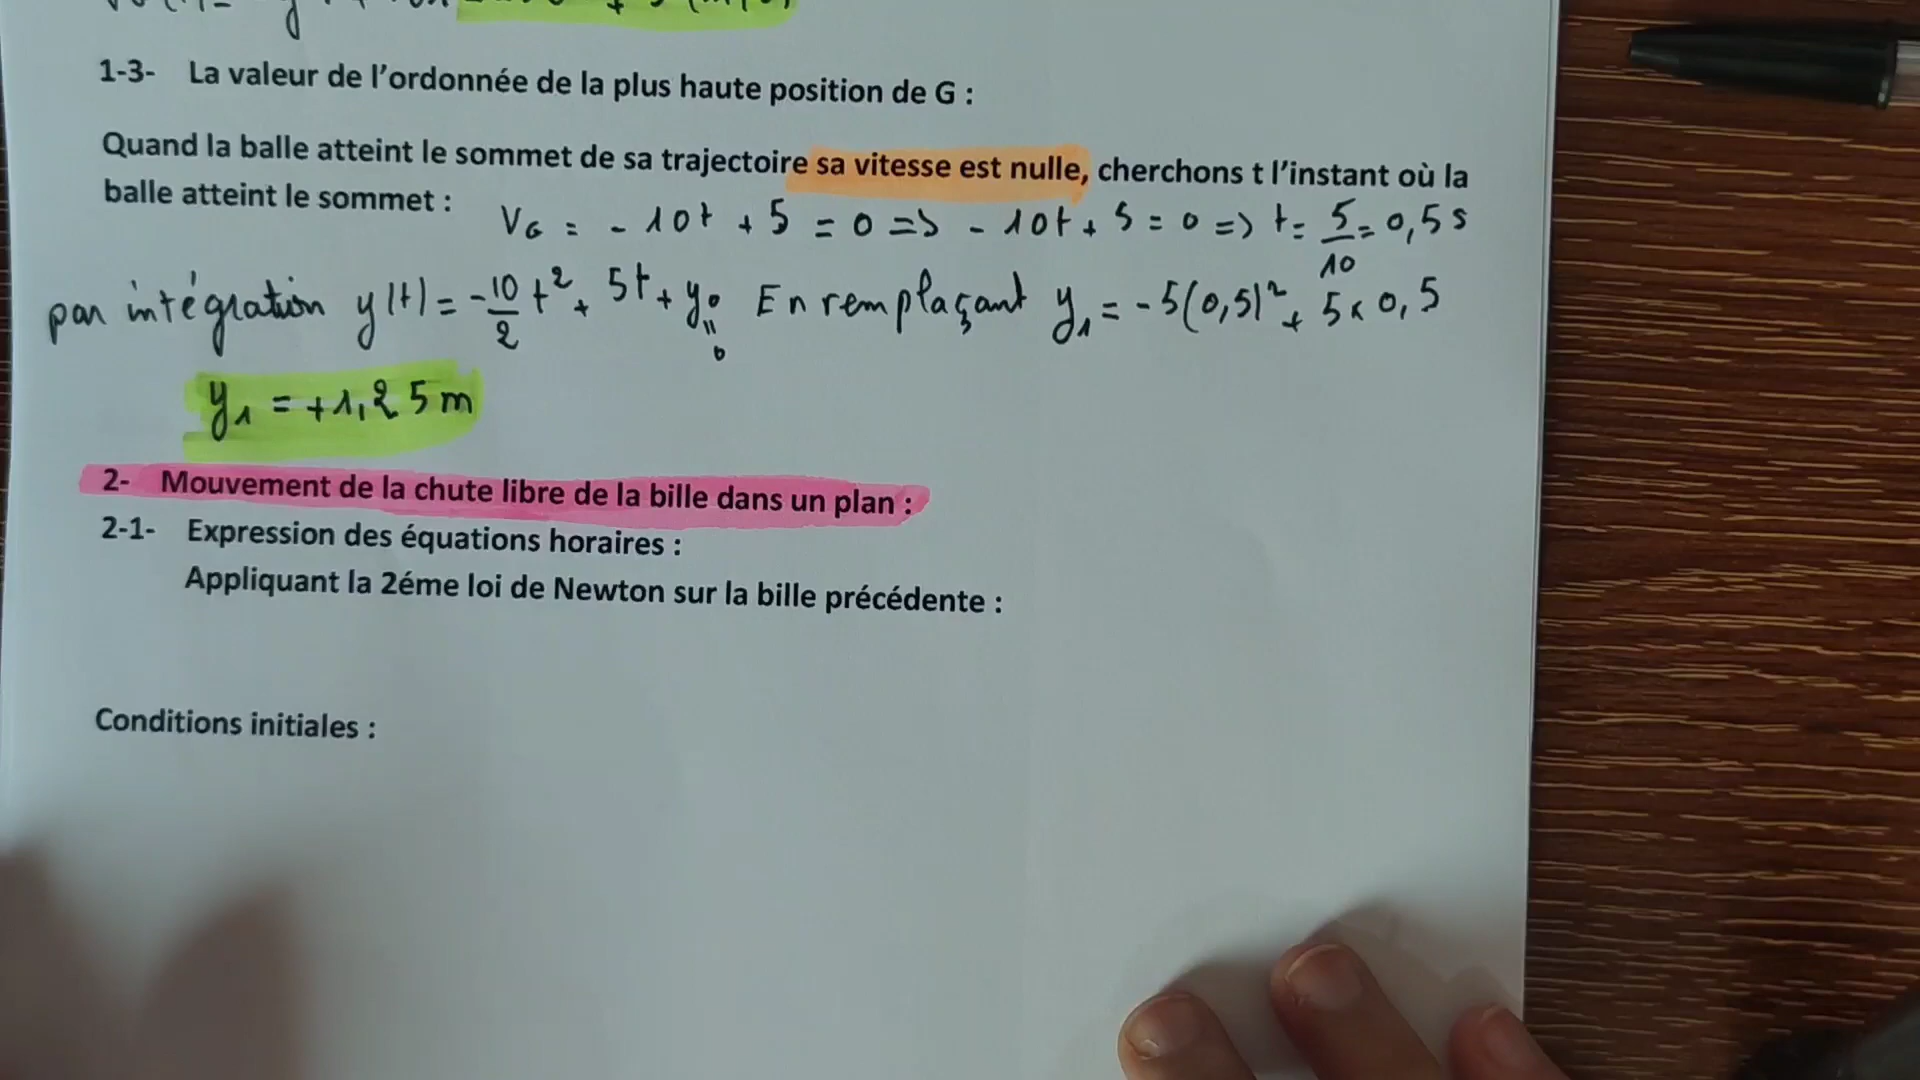 1-3- La valeur de l'ordonnée de la plus haute position de G :
Quand la balle atteint le sommet de sa trajectoire sa vitesse est nulle, cherchons t l'instant où la
balle atteint le sommet : V_G = - 10t + 5 = 0 => - 10t + 5 = 0 => t = 5/10 = 0,5 s
par intégration y(t) = - 10/2 t² + 5t + y₀ En remplaçant y₁ = - 5(0,5)² + 5 x 0,5
" 0
y₁ = + 1,25 m
2- Mouvement de la chute libre de la bille dans un plan :
2-1- Expression des équations horaires :
Appliquant la 2éme loi de Newton sur la bille précédente :
Conditions initiales :